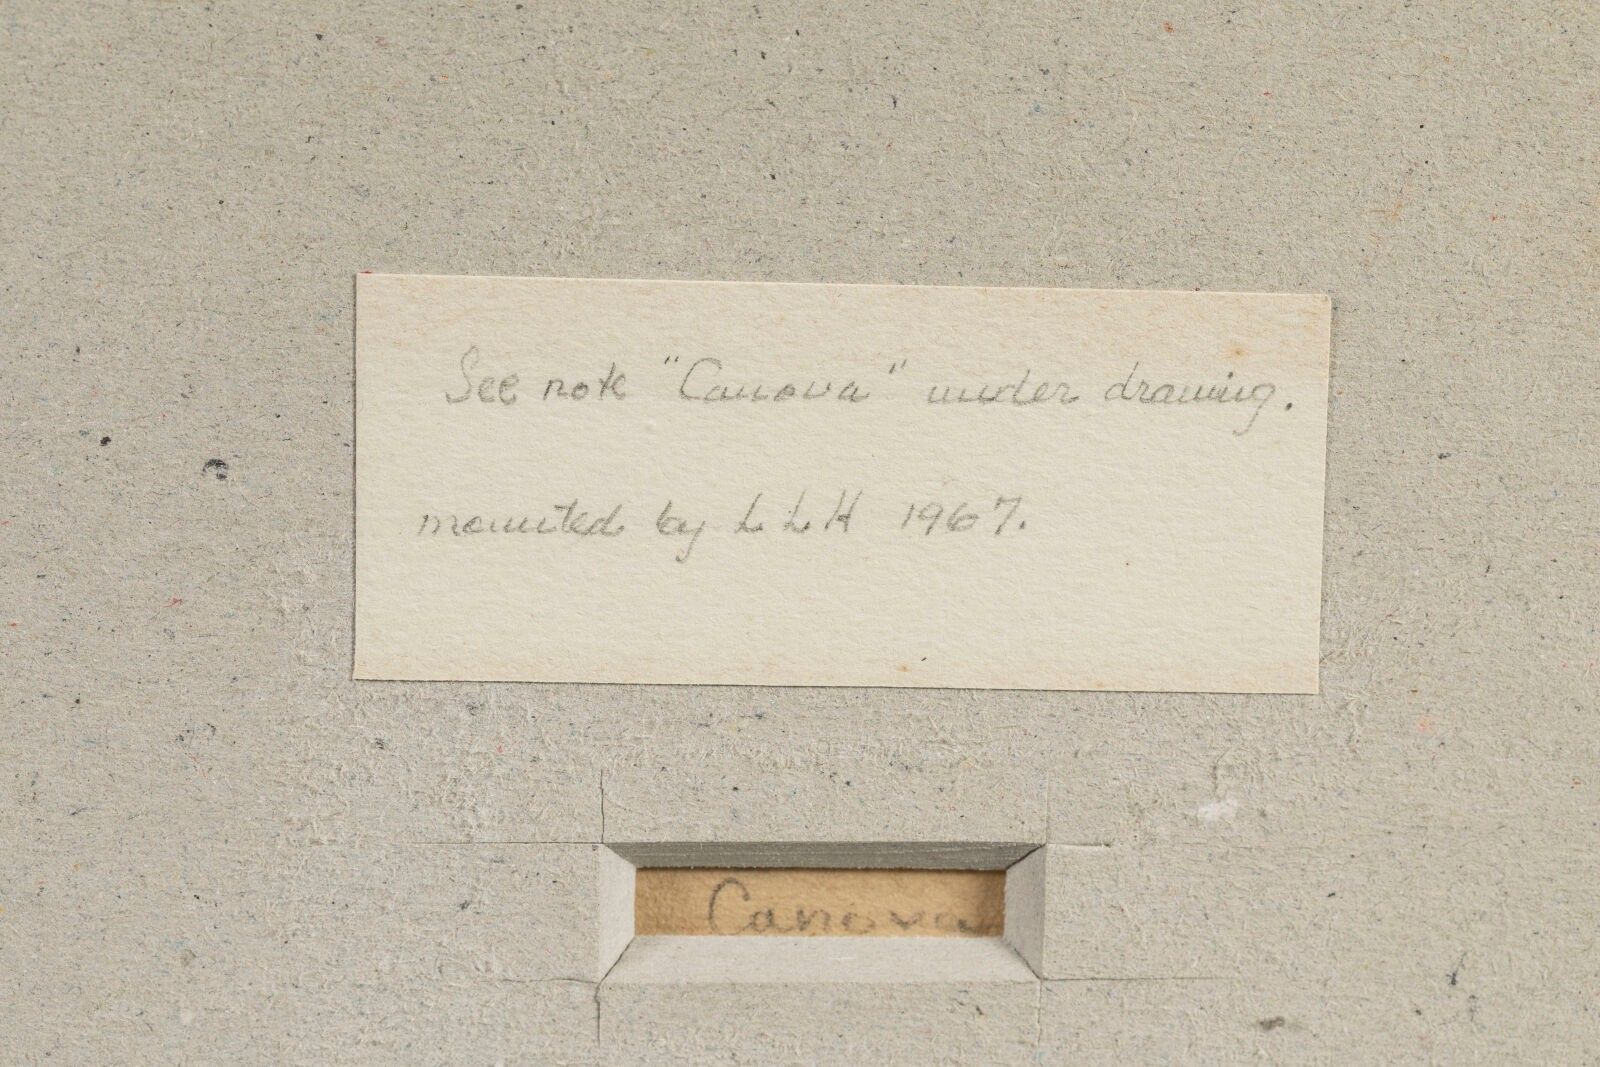 See note "Canova" under drawing.
mounted by L L H 1967.
Canova